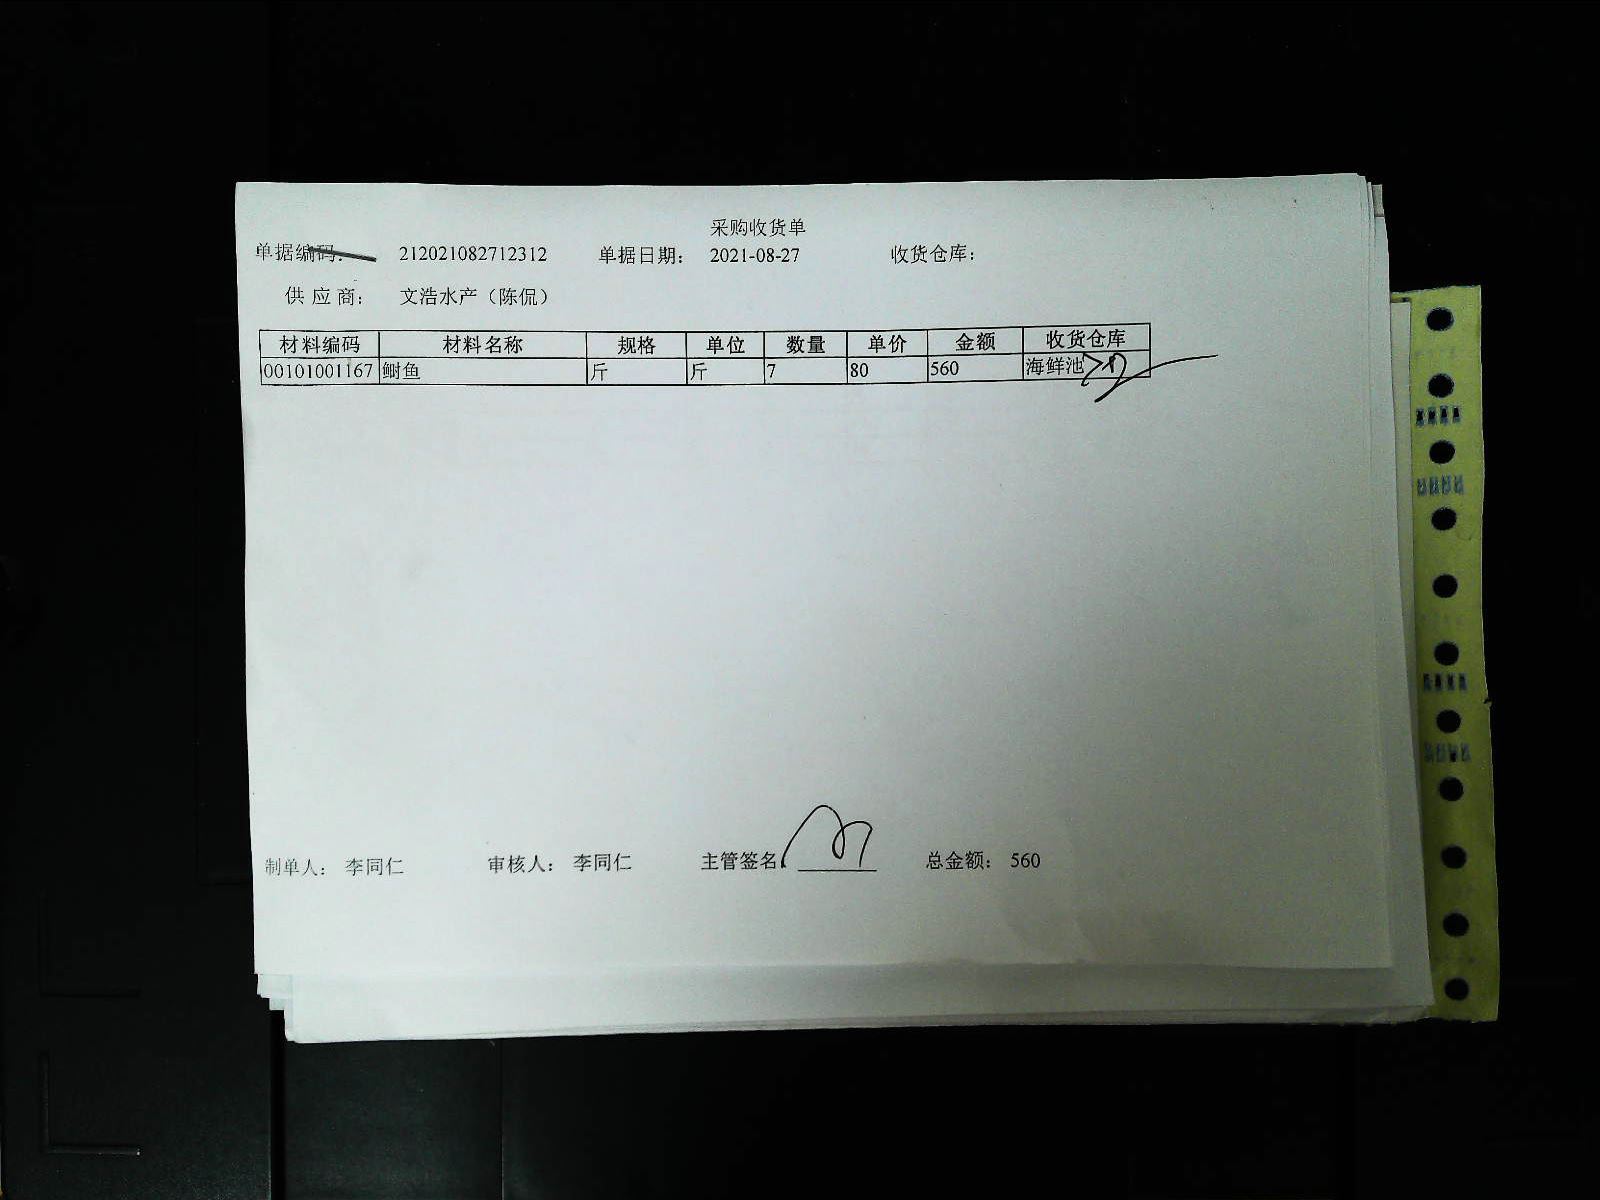 采购收货单
单据编码: 212021082712312 单据日期: 2021-08-27 收货仓库:
供应商: 文浩水产（陈侃）
材料编码 材料名称 规格 单位 数量 单价 金额 收货仓库
00101001167 鲥鱼 斤 斤 7 80 560 海鲜池
制单人: 李同仁 审核人: 李同仁 主管签名: 总金额: 560